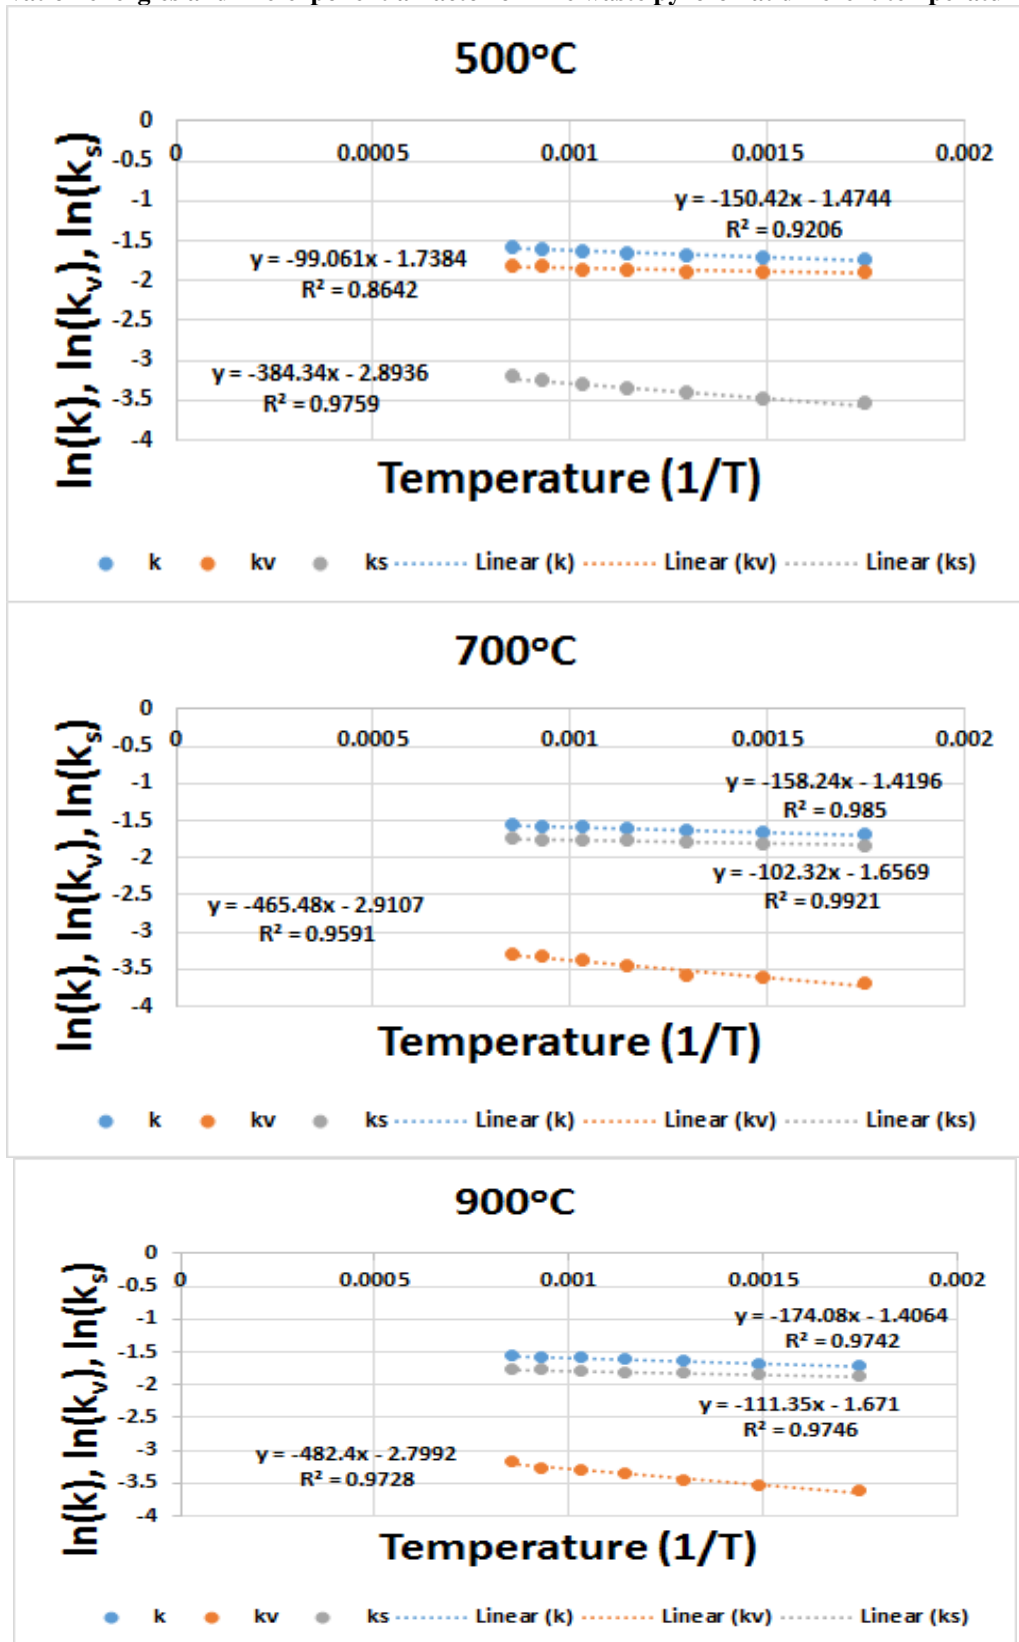 500°C
0
0 0.0005 0.001 0.0015 0.002
-0.5
-1
-1.5
-2
-2.5
-3
-3.5
-4
y = -150.42x - 1.4744
R² = 0.9206
y = -99.061x - 1.7384
R² = 0.8642
y = -384.34x - 2.8936
R² = 0.9759
ln(k), ln(kᵥ), ln(kₛ)
Temperature (1/T)
k kv ks Linear (k) Linear (kv) Linear (ks)
700°C
0
0 0.0005 0.001 0.0015 0.002
-0.5
-1
-1.5
-2
-2.5
-3
-3.5
-4
y = -158.24x - 1.4196
R² = 0.985
y = -102.32x - 1.6569
R² = 0.9921
y = -465.48x - 2.9107
R² = 0.9591
ln(k), ln(kᵥ), ln(kₛ)
Temperature (1/T)
k kv ks Linear (k) Linear (kv) Linear (ks)
900°C
0
0 0.0005 0.001 0.0015 0.002
-0.5
-1
-1.5
-2
-2.5
-3
-3.5
-4
y = -174.08x - 1.4064
R² = 0.9742
y = -111.35x - 1.671
R² = 0.9746
y = -482.4x - 2.7992
R² = 0.9728
ln(k), ln(kᵥ), ln(kₛ)
Temperature (1/T)
k kv ks Linear (k) Linear (kv) Linear (ks)